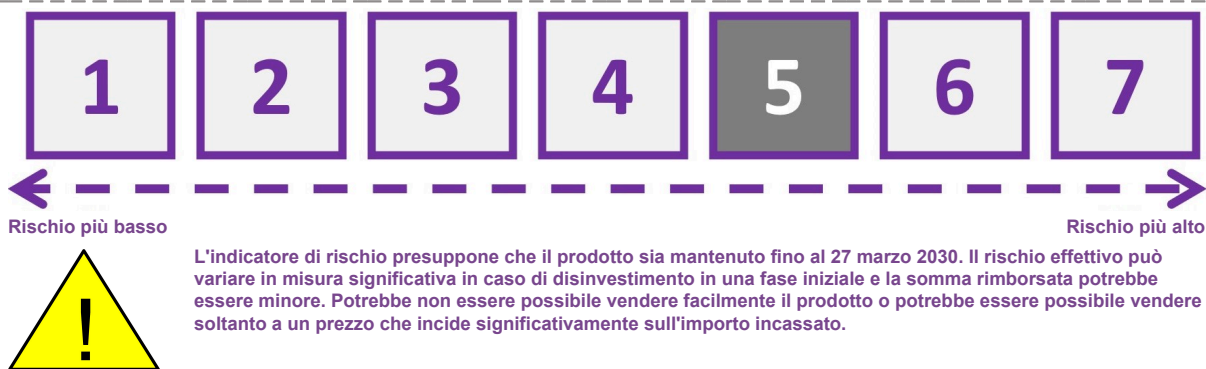 1 2 3 4 5 6 7
Rischio più basso Rischio più alto
L'indicatore di rischio presuppone che il prodotto sia mantenuto fino al 27 marzo 2030. Il rischio effettivo può
variare in misura significativa in caso di disinvestimento in una fase iniziale e la somma rimborsata potrebbe
essere minore. Potrebbe non essere possibile vendere facilmente il prodotto o potrebbe essere possibile vendere
soltanto a un prezzo che incide significativamente sull'importo incassato.
!